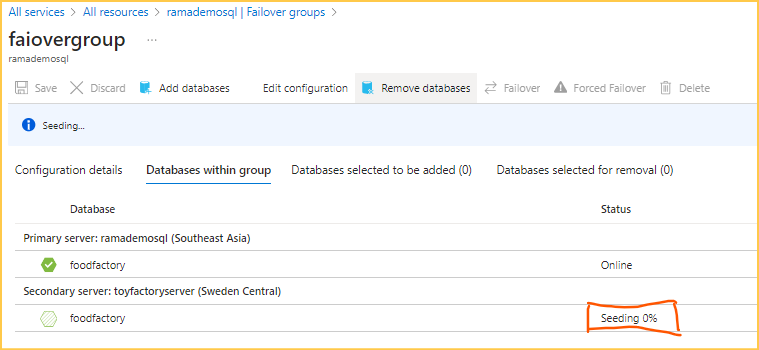 All services > All resources > ramademosql | Failover groups >
faiovergroup ...
ramademosql
Save Discard Add databases Edit configuration Remove databases Failover Forced Failover Delete
Seeding...
Configuration details Databases within group Databases selected to be added (0) Databases selected for removal (0)
Database Status
Primary server: ramademosql (Southeast Asia)
foodfactory Online
Secondary server: toyfactoryserver (Sweden Central)
foodfactory Seeding 0%